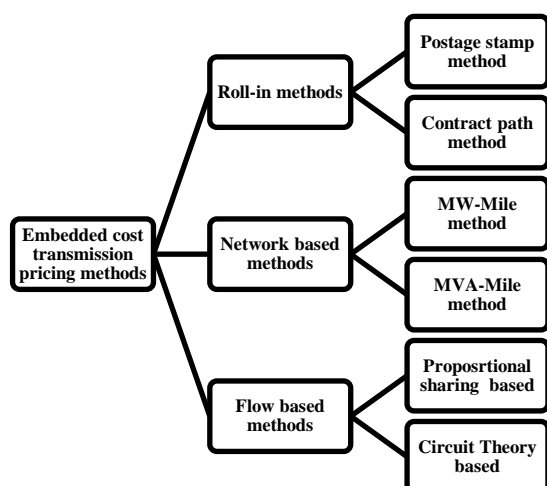 Embedded cost
transmission
pricing methods
Roll-in methods
Postage stamp
method
Contract path
method
Network based
methods
MW-Mile
method
MVA-Mile
method
Flow based
methods
Proposrtional
sharing based
Circuit Theory
based